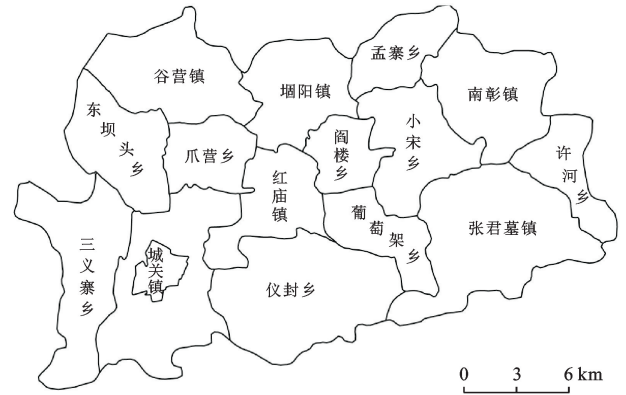 孟寨乡
谷营镇
堌阳镇
南彰镇
东坝头乡
爪营乡
阎楼乡
小宋乡
许河乡
红庙镇
葡萄架乡
张君墓镇
三义寨乡
城关镇
仪封乡
0 3 6 km